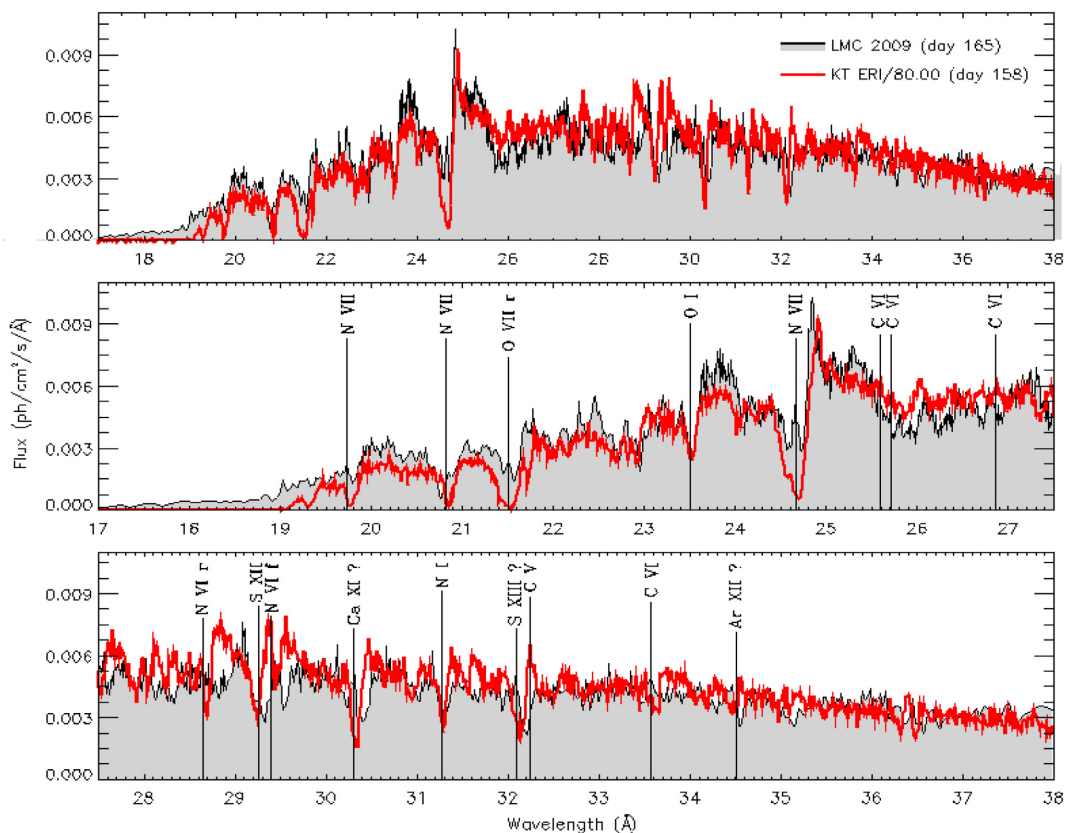 0.009
0.006
0.003
0.000
LMC 2009 (day 165)
KT ERI/80.00 (day 158)
18 20 22 24 26 28 30 32 34 36 38
0.009
0.006
0.003
0.000
N VII
N VII
O VII r
O I
N VII
C VI
C VI
C VI
Flux (ph/cm²/s/Å)
17 18 19 20 21 22 23 24 25 26 27
0.009
0.006
0.003
0.000
N VI r
S XII
N VI f
Ca XI ?
N I
S XIII ?
C V
C VI
Ar XII ?
28 29 30 31 32 33 34 35 36 37 38
Wavelength (Å)